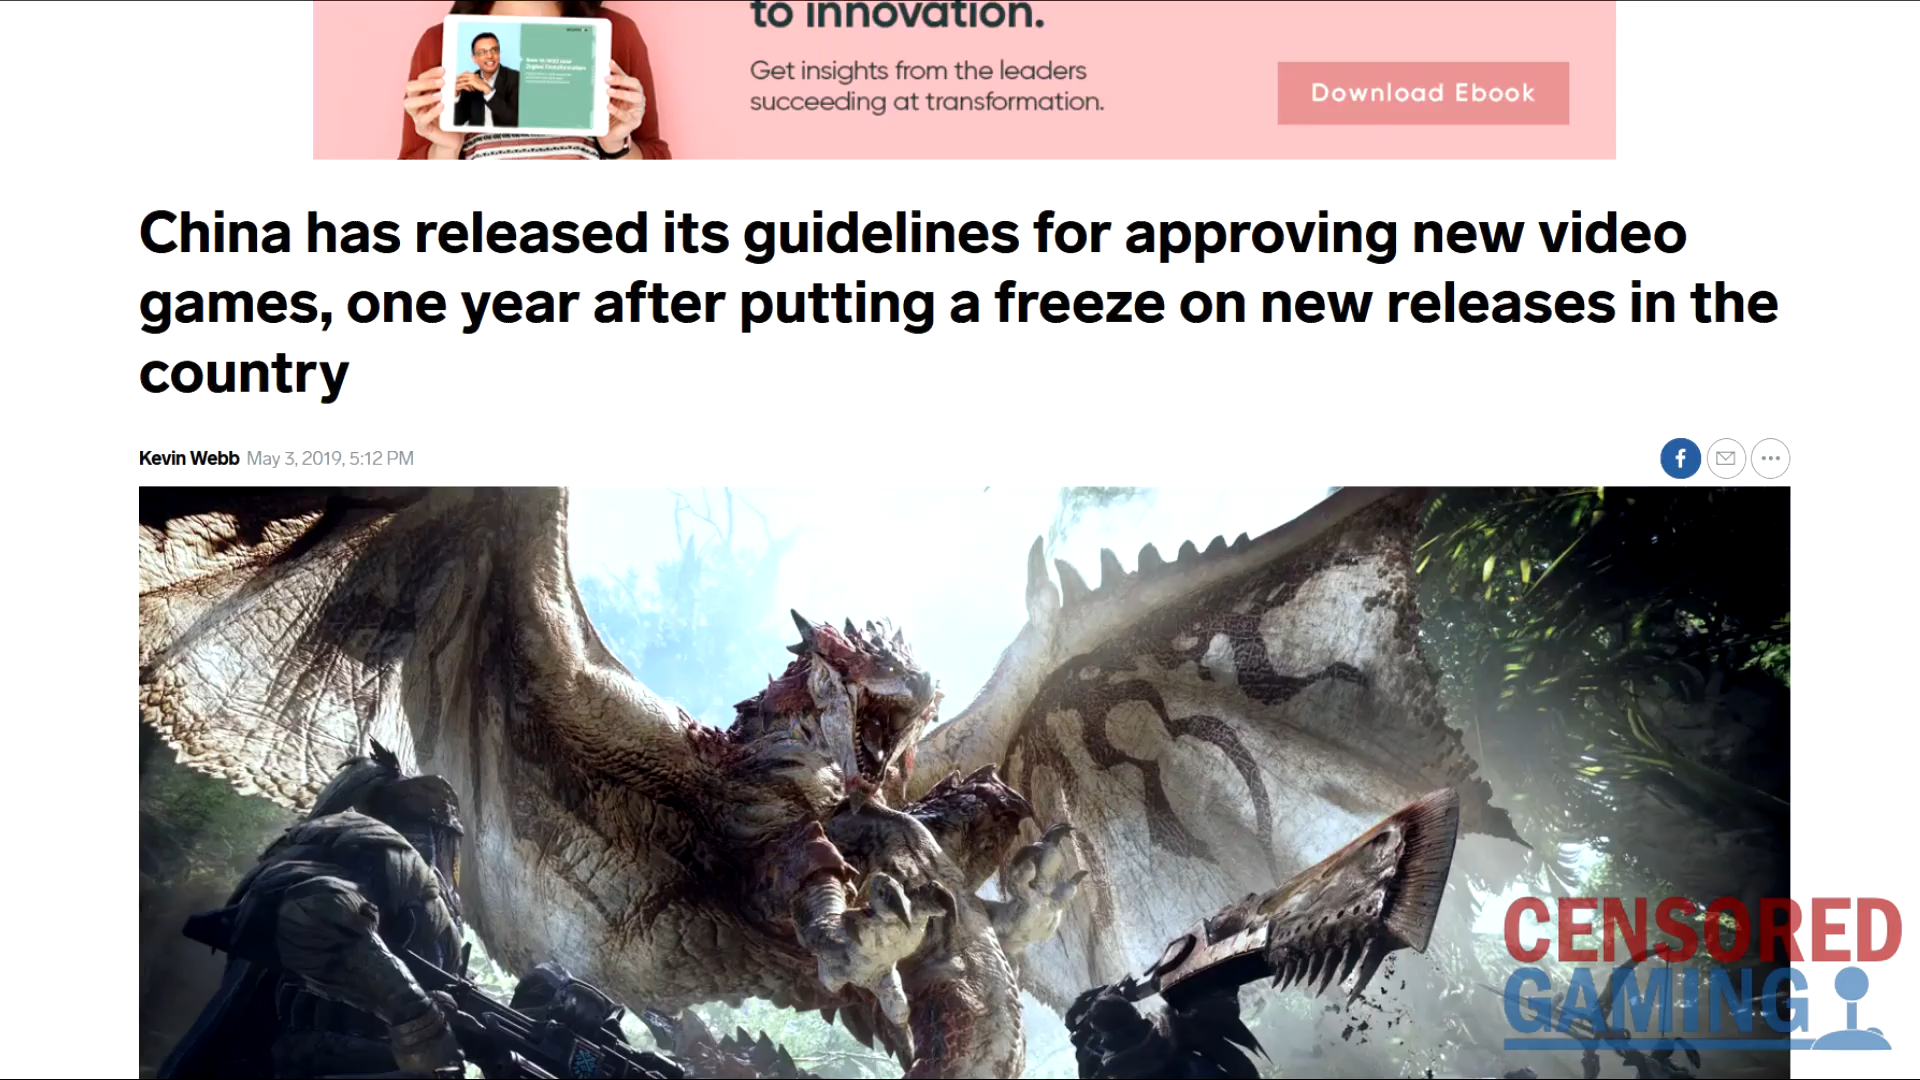 to innovation.
Get insights from the leaders
succeeding at transformation.
Download Ebook
China has released its guidelines for approving new video
games, one year after putting a freeze on new releases in the
country
Kevin Webb May 3, 2019, 5:12 PM
f
CENSORED
GAMING